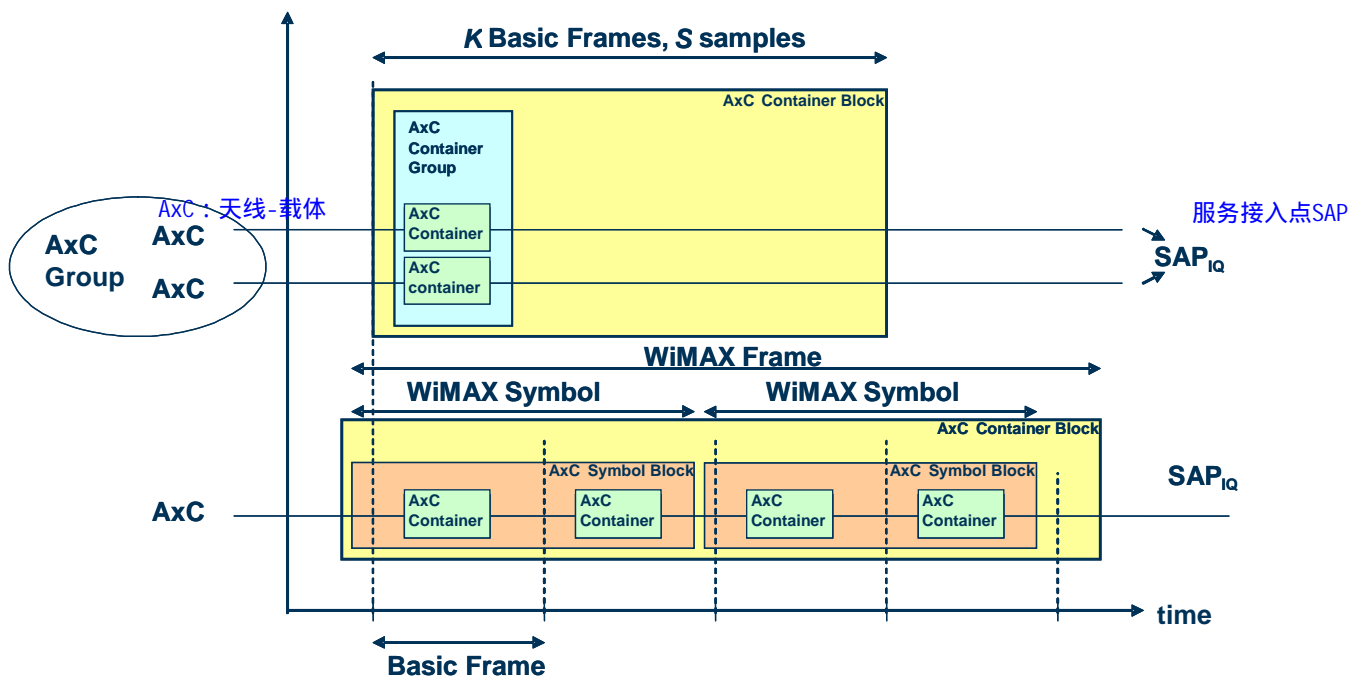 K Basic Frames, S samples
AxC Container Block
AxC
Container
Group
AxC：天线-载体
服务接入点SAP
AxC
Group
AxC
AxC
AxC
Container
AxC
container
SAPIQ
WiMAX Frame
WiMAX Symbol
WiMAX Symbol
AxC Container Block
AxC Symbol Block
AxC Symbol Block
SAPIQ
AxC
AxC
Container
AxC
Container
AxC
Container
AxC
Container
time
Basic Frame